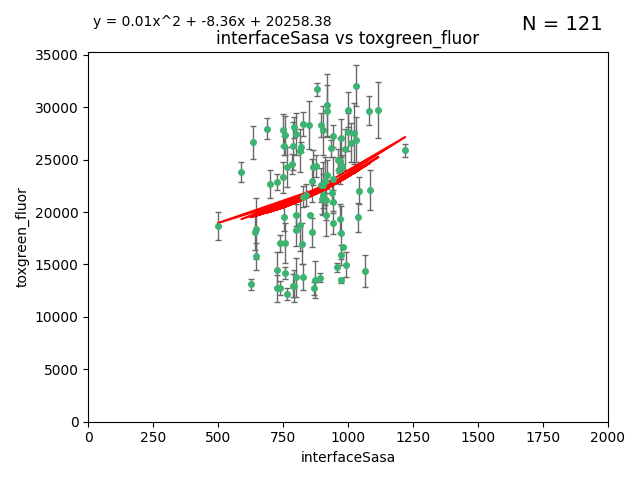 y = 0.01x^2 + -8.36x + 20258.38
N = 121
interfaceSasa vs toxgreen_fluor
35000
30000
25000
20000
15000
10000
5000
0
toxgreen_fluor
0 250 500 750 1000 1250 1500 1750 2000
interfaceSasa